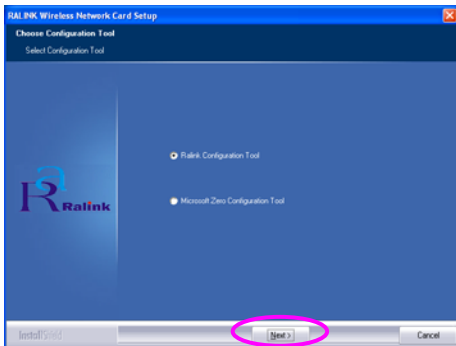 RALINK Wireless Network Card Setup
Choose Configuration Tool
Select Configuration Tool
Ralink Configuration Tool
Microsoft Zero Configuration Tool
Ralink
InstallShield
Next >
Cancel